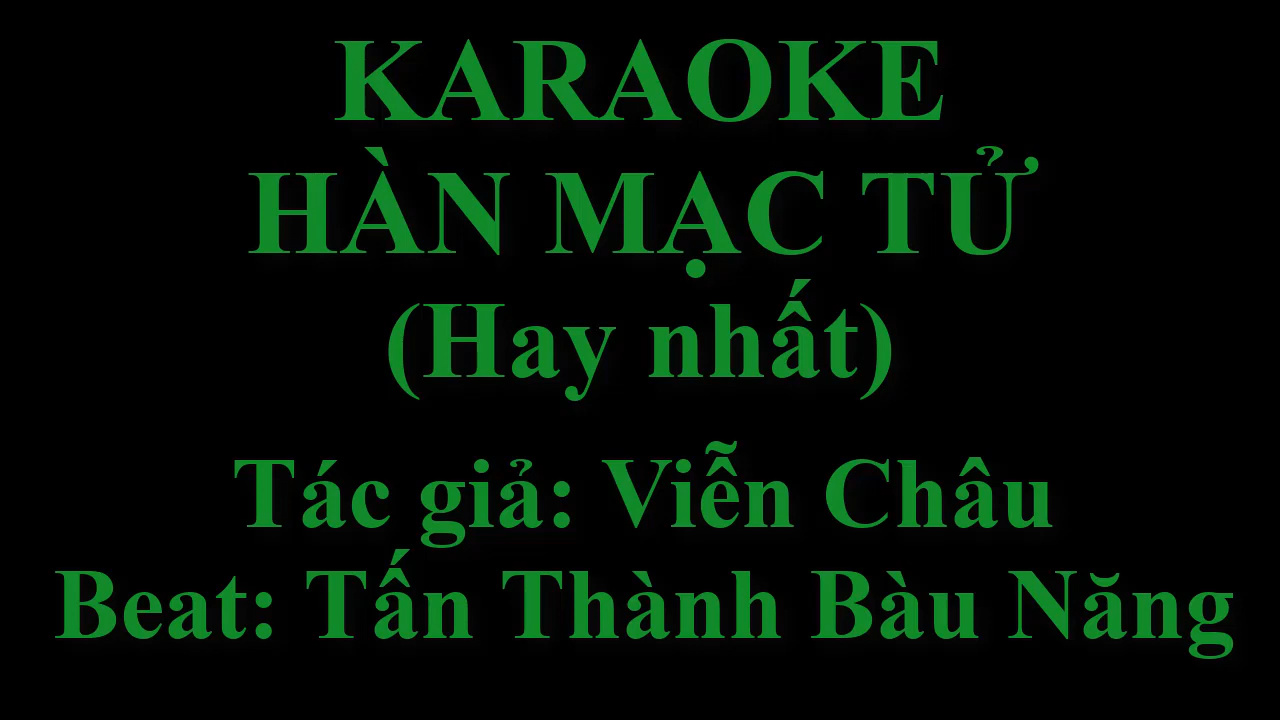 KARAOKE
HÀN MẠC TỬ
(Hay nhất)
Tác giả: Viễn Châu
Beat: Tấn Thành Bàu Năng